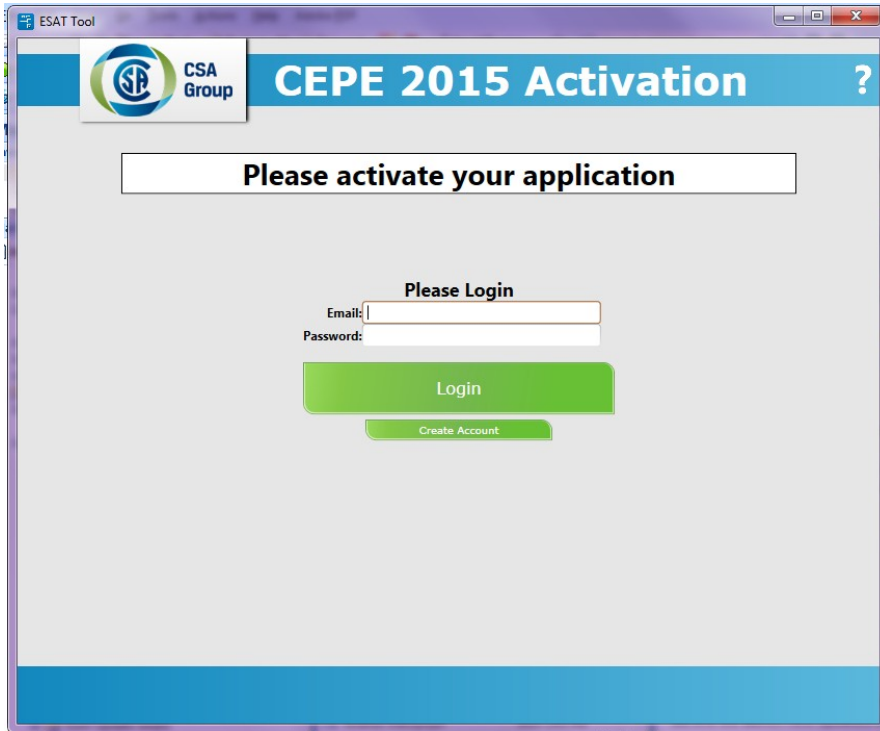 ESAT Tool
CSA
Group
CEPE 2015 Activation
?
Please activate your application
Please Login
Email:
Password:
Login
Create Account